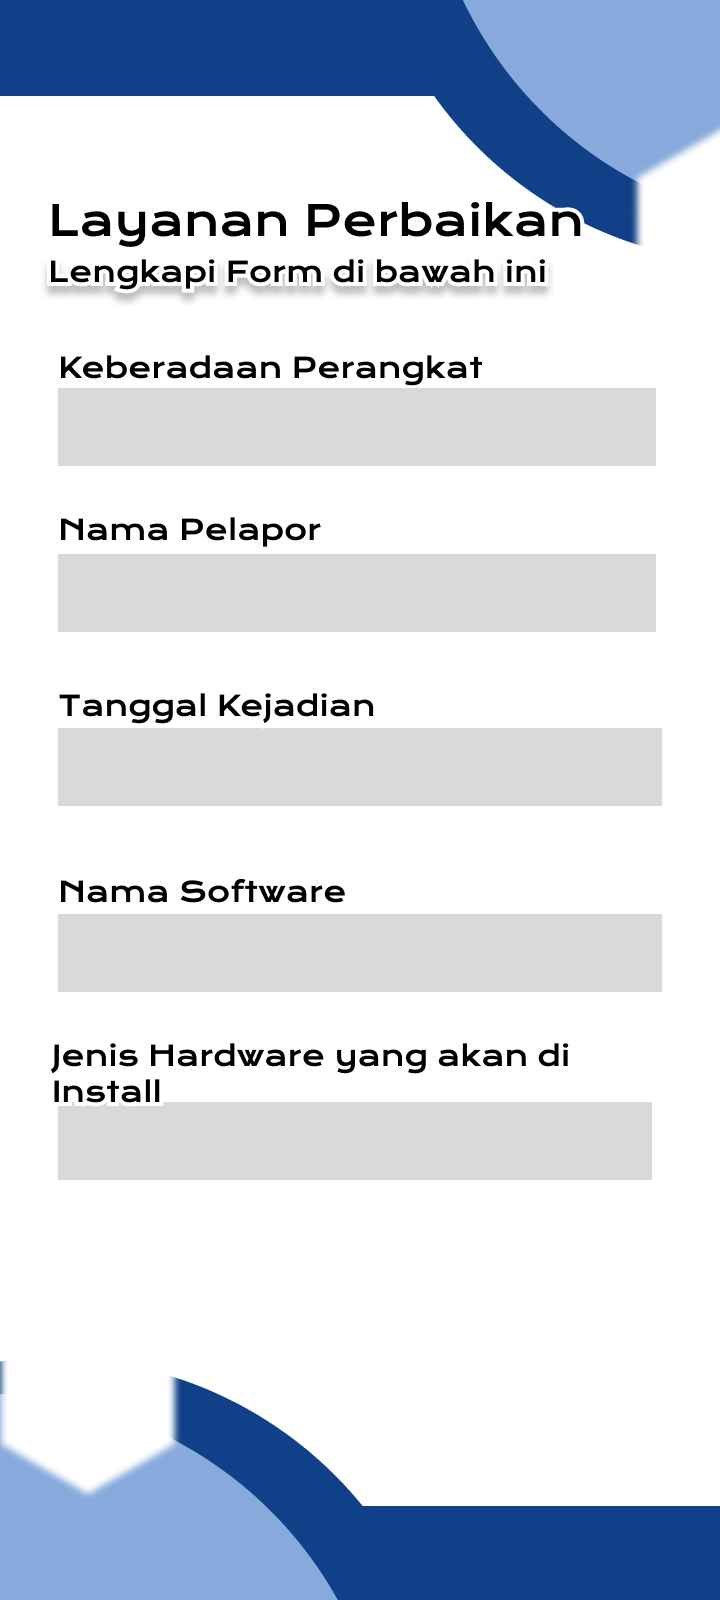 Layanan Perbaikan
Lengkapi Form di bawah ini
Keberadaan Perangkat
Nama Pelapor
Tanggal Kejadian
Nama Software
Jenis Hardware yang akan di
Install